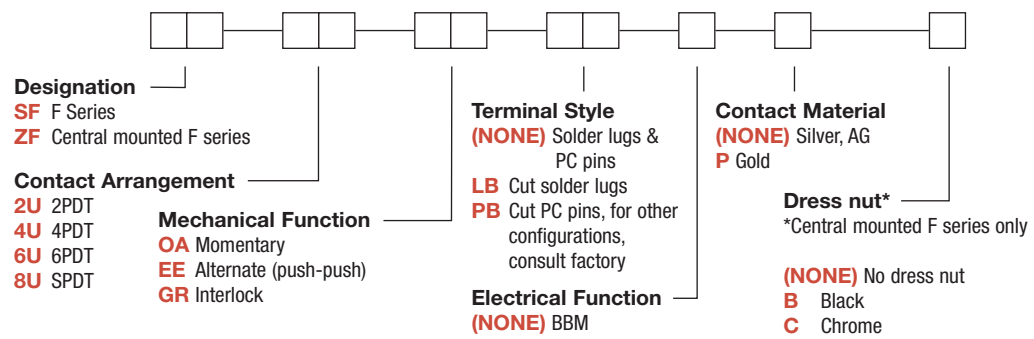 Designation
SF F Series
ZF Central mounted F series
Contact Arrangement
2U 2PDT
4U 4PDT
6U 6PDT
8U SPDT
Mechanical Function
OA Momentary
EE Alternate (push-push)
GR Interlock
Terminal Style
(NONE) Solder lugs &
PC pins
LB Cut solder lugs
PB Cut PC pins, for other
configurations,
consult factory
Electrical Function
(NONE) BBM
Contact Material
(NONE) Silver, AG
P Gold
Dress nut*
*Central mounted F series only
(NONE) No dress nut
B Black
C Chrome